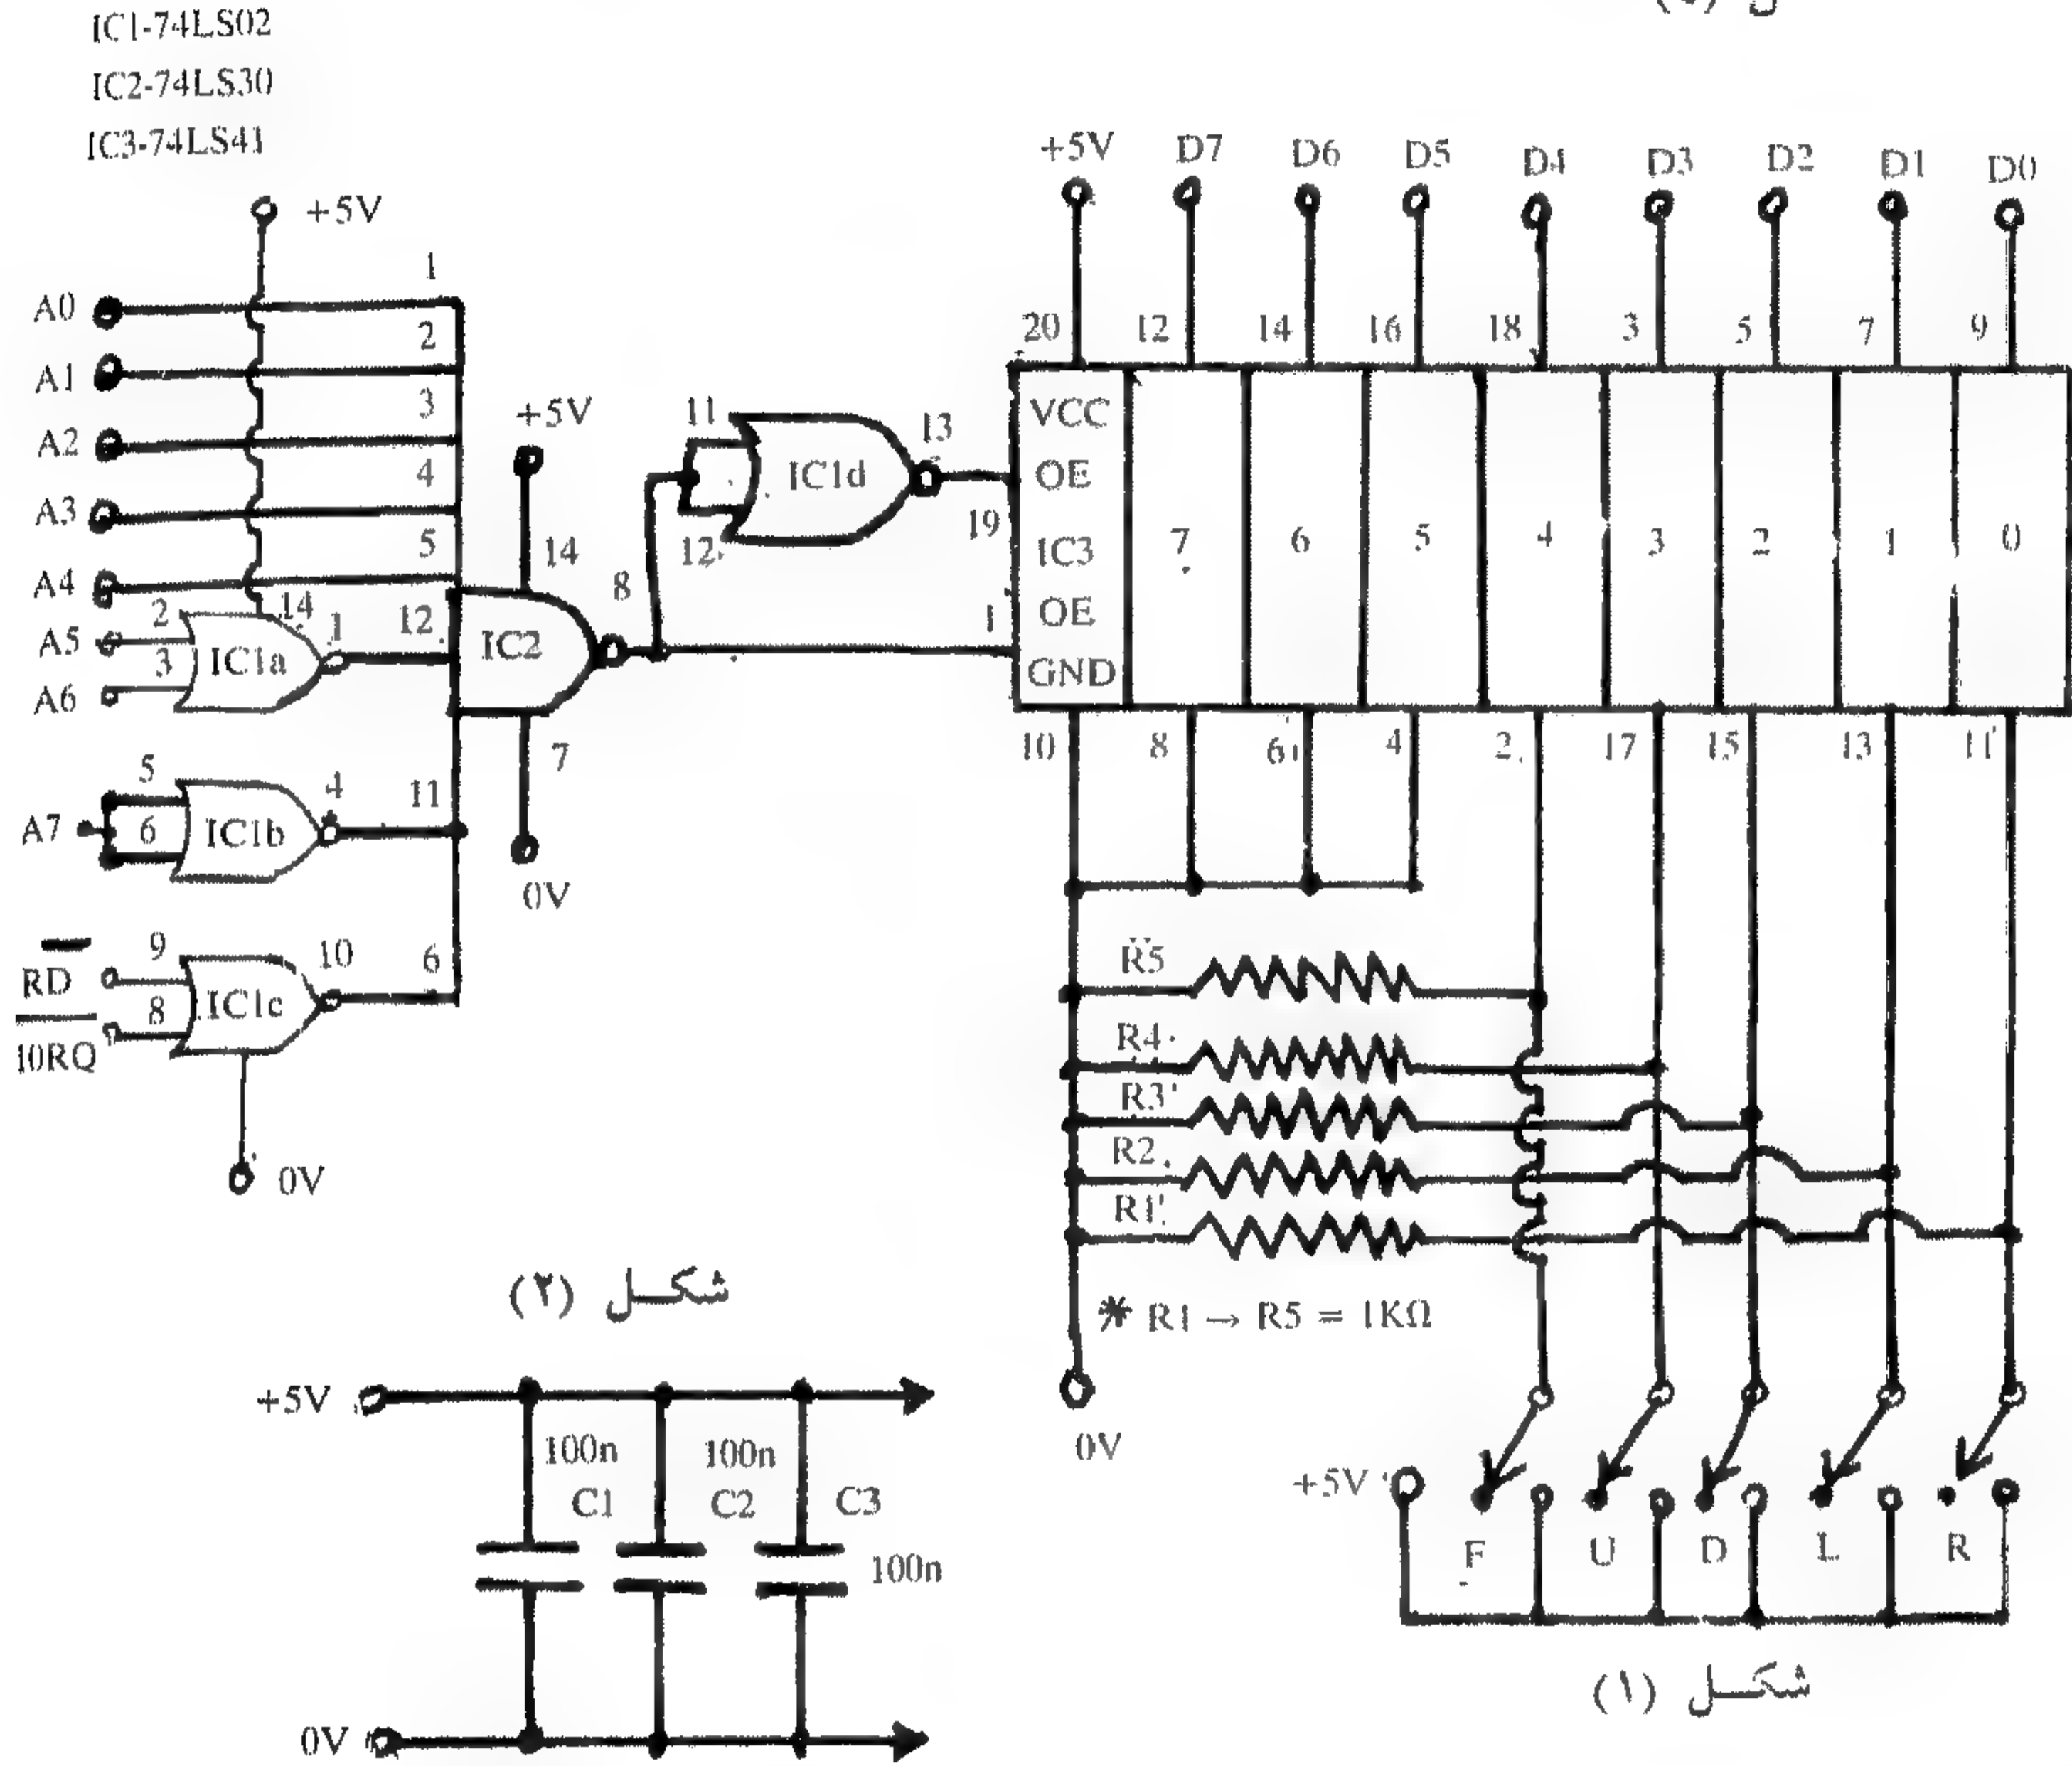 IC1-74LS02
IC2-74LS30
IC3-74LS41
+5V
A0
1
A1
2
A2
3
A3
4
A4
5
A5
2
A6
3
14
1
12
IC1a
A7
5
6
IC1b
4
11
RD
9
10RQ
8
IC1c
10
6
0V
+5V
14
IC2
8
7
0V
11
12
IC1d
13
19
1
+5V D7 D6 D5 D4 D3 D2 D1 D0
20 12 14 16 18 3 5 7 9
VCC
OE
IC3
OE
GND
7 6 5 4 3 2 1 0
10 8 6 4 2 17 15 13 11
R5
R4
R3
R2
R1
* R1 → R5 = 1KΩ
0V
+5V
F U D L R
شكل (١)
شكل (٢)
+5V
100n
C1
100n
C2
C3
100n
0V